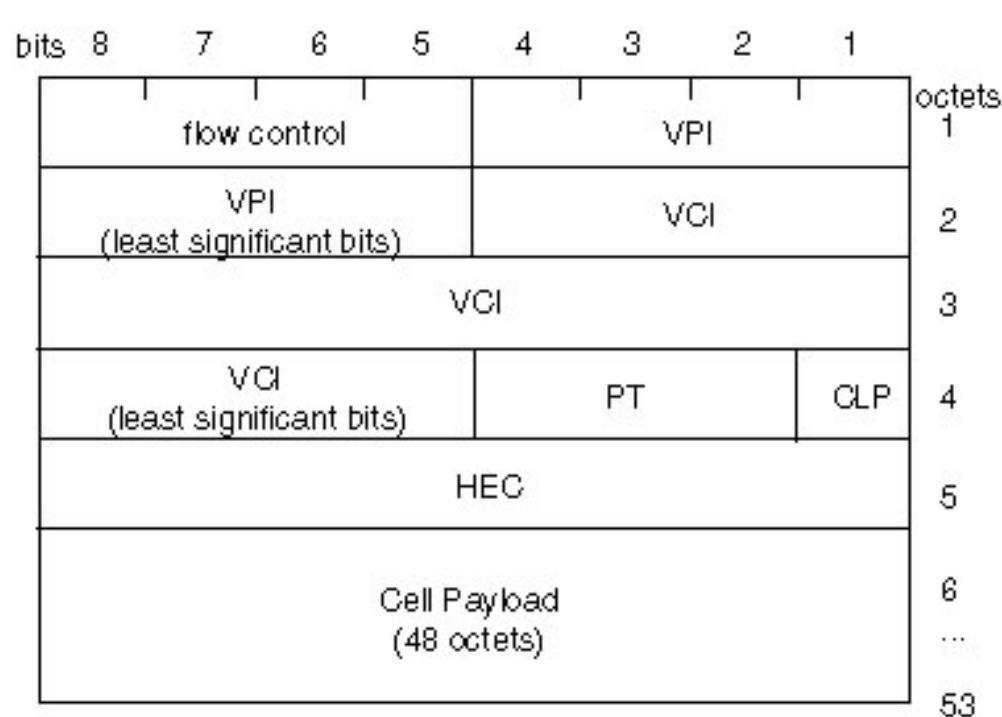 bits 8 7 6 5 4 3 2 1
octets
flow control VPI 1
VPI
(least significant bits) VCI 2
VCI 3
VCI
(least significant bits) PT CLP 4
HEC 5
Cell Payload
(48 octets)
6
...
53